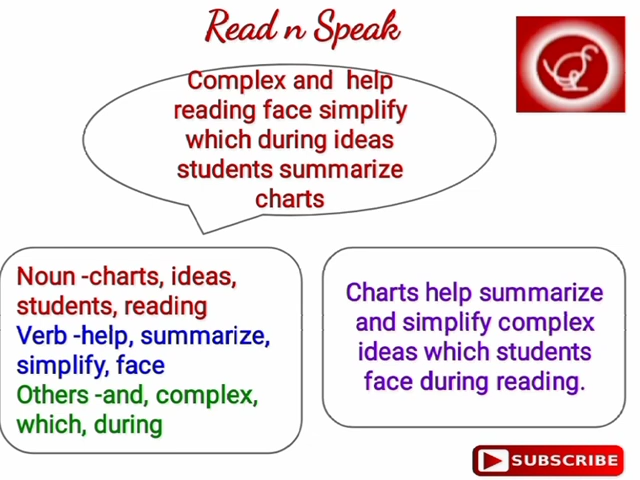 Read n Speak
Complex and help
reading face simplify
which during ideas
students summarize
charts
Noun -charts, ideas,
students, reading
Verb -help, summarize,
simplify, face
Others -and, complex,
which, during
Charts help summarize
and simplify complex
ideas which students
face during reading.
SUBSCRIBE